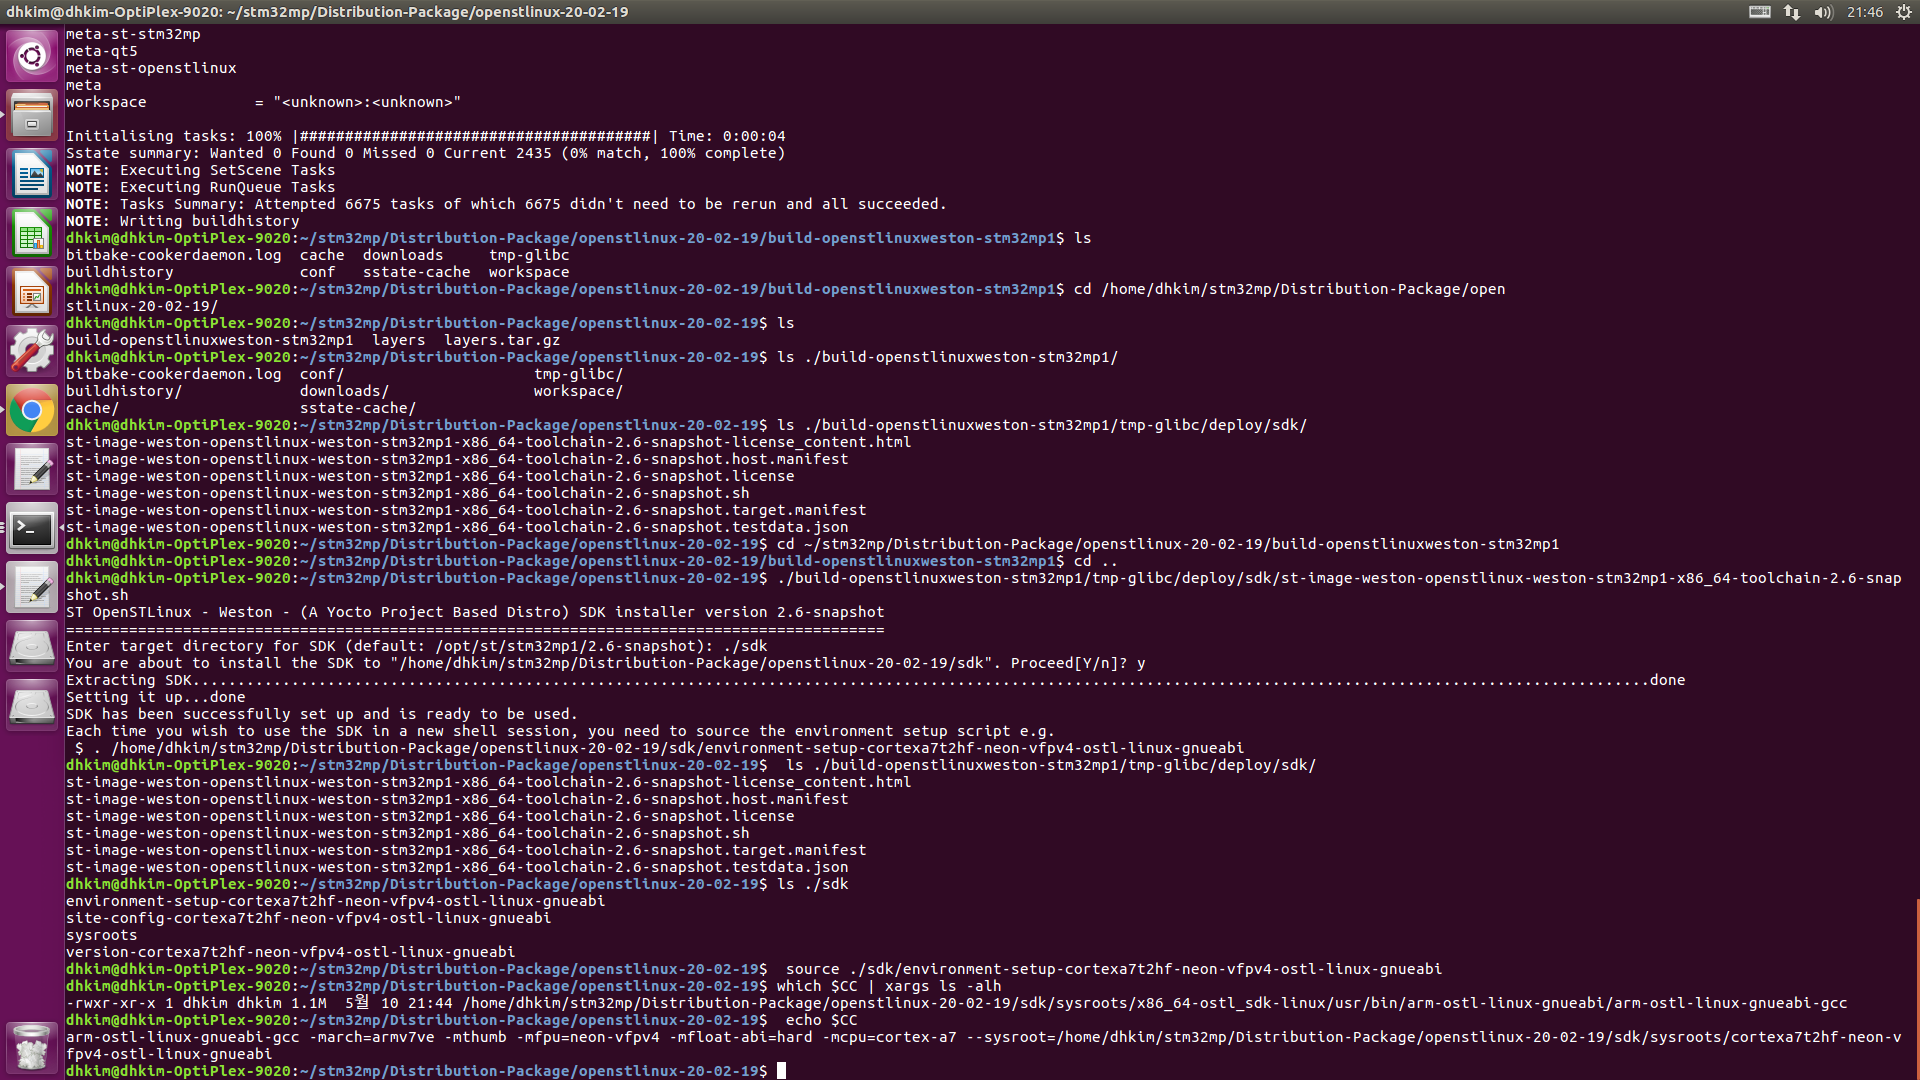 dhkim@dhkim-OptiPlex-9020: ~/stm32mp/Distribution-Package/openstlinux-20-02-19
21:46
meta-st-stm32mp
meta-qt5
meta-st-openstlinux
meta
workspace            = "<unknown>:<unknown>"
Initialising tasks: 100% |#######################################| Time: 0:00:04
Sstate summary: Wanted 0 Found 0 Missed 0 Current 2435 (0% match, 100% complete)
NOTE: Executing SetScene Tasks
NOTE: Executing RunQueue Tasks
NOTE: Tasks Summary: Attempted 6675 tasks of which 6675 didn't need to be rerun and all succeeded.
NOTE: Writing buildhistory
dhkim@dhkim-OptiPlex-9020:~/stm32mp/Distribution-Package/openstlinux-20-02-19/build-openstlinuxweston-stm32mp1$ ls
bitbake-cookerdaemon.log  cache  downloads     tmp-glibc
buildhistory              conf   sstate-cache  workspace
dhkim@dhkim-OptiPlex-9020:~/stm32mp/Distribution-Package/openstlinux-20-02-19/build-openstlinuxweston-stm32mp1$ cd /home/dhkim/stm32mp/Distribution-Package/open
stlinux-20-02-19/
dhkim@dhkim-OptiPlex-9020:~/stm32mp/Distribution-Package/openstlinux-20-02-19$ ls
build-openstlinuxweston-stm32mp1  layers  layers.tar.gz
dhkim@dhkim-OptiPlex-9020:~/stm32mp/Distribution-Package/openstlinux-20-02-19$ ls ./build-openstlinuxweston-stm32mp1/
bitbake-cookerdaemon.log  conf/                     tmp-glibc/
buildhistory/             downloads/                workspace/
cache/                    sstate-cache/
dhkim@dhkim-OptiPlex-9020:~/stm32mp/Distribution-Package/openstlinux-20-02-19$ ls ./build-openstlinuxweston-stm32mp1/tmp-glibc/deploy/sdk/
st-image-weston-openstlinux-weston-stm32mp1-x86_64-toolchain-2.6-snapshot-license_content.html
st-image-weston-openstlinux-weston-stm32mp1-x86_64-toolchain-2.6-snapshot.host.manifest
st-image-weston-openstlinux-weston-stm32mp1-x86_64-toolchain-2.6-snapshot.license
st-image-weston-openstlinux-weston-stm32mp1-x86_64-toolchain-2.6-snapshot.sh
st-image-weston-openstlinux-weston-stm32mp1-x86_64-toolchain-2.6-snapshot.target.manifest
st-image-weston-openstlinux-weston-stm32mp1-x86_64-toolchain-2.6-snapshot.testdata.json
dhkim@dhkim-OptiPlex-9020:~/stm32mp/Distribution-Package/openstlinux-20-02-19$ cd ~/stm32mp/Distribution-Package/openstlinux-20-02-19/build-openstlinuxweston-stm32mp1
dhkim@dhkim-OptiPlex-9020:~/stm32mp/Distribution-Package/openstlinux-20-02-19/build-openstlinuxweston-stm32mp1$ cd ..
dhkim@dhkim-OptiPlex-9020:~/stm32mp/Distribution-Package/openstlinux-20-02-19$ ./build-openstlinuxweston-stm32mp1/tmp-glibc/deploy/sdk/st-image-weston-openstlinux-weston-stm32mp1-x86_64-toolchain-2.6-snap
shot.sh
ST OpenSTLinux - Weston - (A Yocto Project Based Distro) SDK installer version 2.6-snapshot
===========================================================================================
Enter target directory for SDK (default: /opt/st/stm32mp1/2.6-snapshot): ./sdk
You are about to install the SDK to "/home/dhkim/stm32mp/Distribution-Package/openstlinux-20-02-19/sdk". Proceed[Y/n]? y
Extracting SDK..................................................................................................................................................................done
Setting it up...done
SDK has been successfully set up and is ready to be used.
Each time you wish to use the SDK in a new shell session, you need to source the environment setup script e.g.
 $ . /home/dhkim/stm32mp/Distribution-Package/openstlinux-20-02-19/sdk/environment-setup-cortexa7t2hf-neon-vfpv4-ostl-linux-gnueabi
dhkim@dhkim-OptiPlex-9020:~/stm32mp/Distribution-Package/openstlinux-20-02-19$  ls ./build-openstlinuxweston-stm32mp1/tmp-glibc/deploy/sdk/
st-image-weston-openstlinux-weston-stm32mp1-x86_64-toolchain-2.6-snapshot-license_content.html
st-image-weston-openstlinux-weston-stm32mp1-x86_64-toolchain-2.6-snapshot.host.manifest
st-image-weston-openstlinux-weston-stm32mp1-x86_64-toolchain-2.6-snapshot.license
st-image-weston-openstlinux-weston-stm32mp1-x86_64-toolchain-2.6-snapshot.sh
st-image-weston-openstlinux-weston-stm32mp1-x86_64-toolchain-2.6-snapshot.target.manifest
st-image-weston-openstlinux-weston-stm32mp1-x86_64-toolchain-2.6-snapshot.testdata.json
dhkim@dhkim-OptiPlex-9020:~/stm32mp/Distribution-Package/openstlinux-20-02-19$ ls ./sdk
environment-setup-cortexa7t2hf-neon-vfpv4-ostl-linux-gnueabi
site-config-cortexa7t2hf-neon-vfpv4-ostl-linux-gnueabi
sysroots
version-cortexa7t2hf-neon-vfpv4-ostl-linux-gnueabi
dhkim@dhkim-OptiPlex-9020:~/stm32mp/Distribution-Package/openstlinux-20-02-19$  source ./sdk/environment-setup-cortexa7t2hf-neon-vfpv4-ostl-linux-gnueabi
dhkim@dhkim-OptiPlex-9020:~/stm32mp/Distribution-Package/openstlinux-20-02-19$ which $CC | xargs ls -alh
-rwxr-xr-x 1 dhkim dhkim 1.1M  5월 10 21:44 /home/dhkim/stm32mp/Distribution-Package/openstlinux-20-02-19/sdk/sysroots/x86_64-ostl_sdk-linux/usr/bin/arm-ostl-linux-gnueabi/arm-ostl-linux-gnueabi-gcc
dhkim@dhkim-OptiPlex-9020:~/stm32mp/Distribution-Package/openstlinux-20-02-19$  echo $CC
arm-ostl-linux-gnueabi-gcc -march=armv7ve -mthumb -mfpu=neon-vfpv4 -mfloat-abi=hard -mcpu=cortex-a7 --sysroot=/home/dhkim/stm32mp/Distribution-Package/openstlinux-20-02-19/sdk/sysroots/cortexa7t2hf-neon-v
fpv4-ostl-linux-gnueabi
dhkim@dhkim-OptiPlex-9020:~/stm32mp/Distribution-Package/openstlinux-20-02-19$